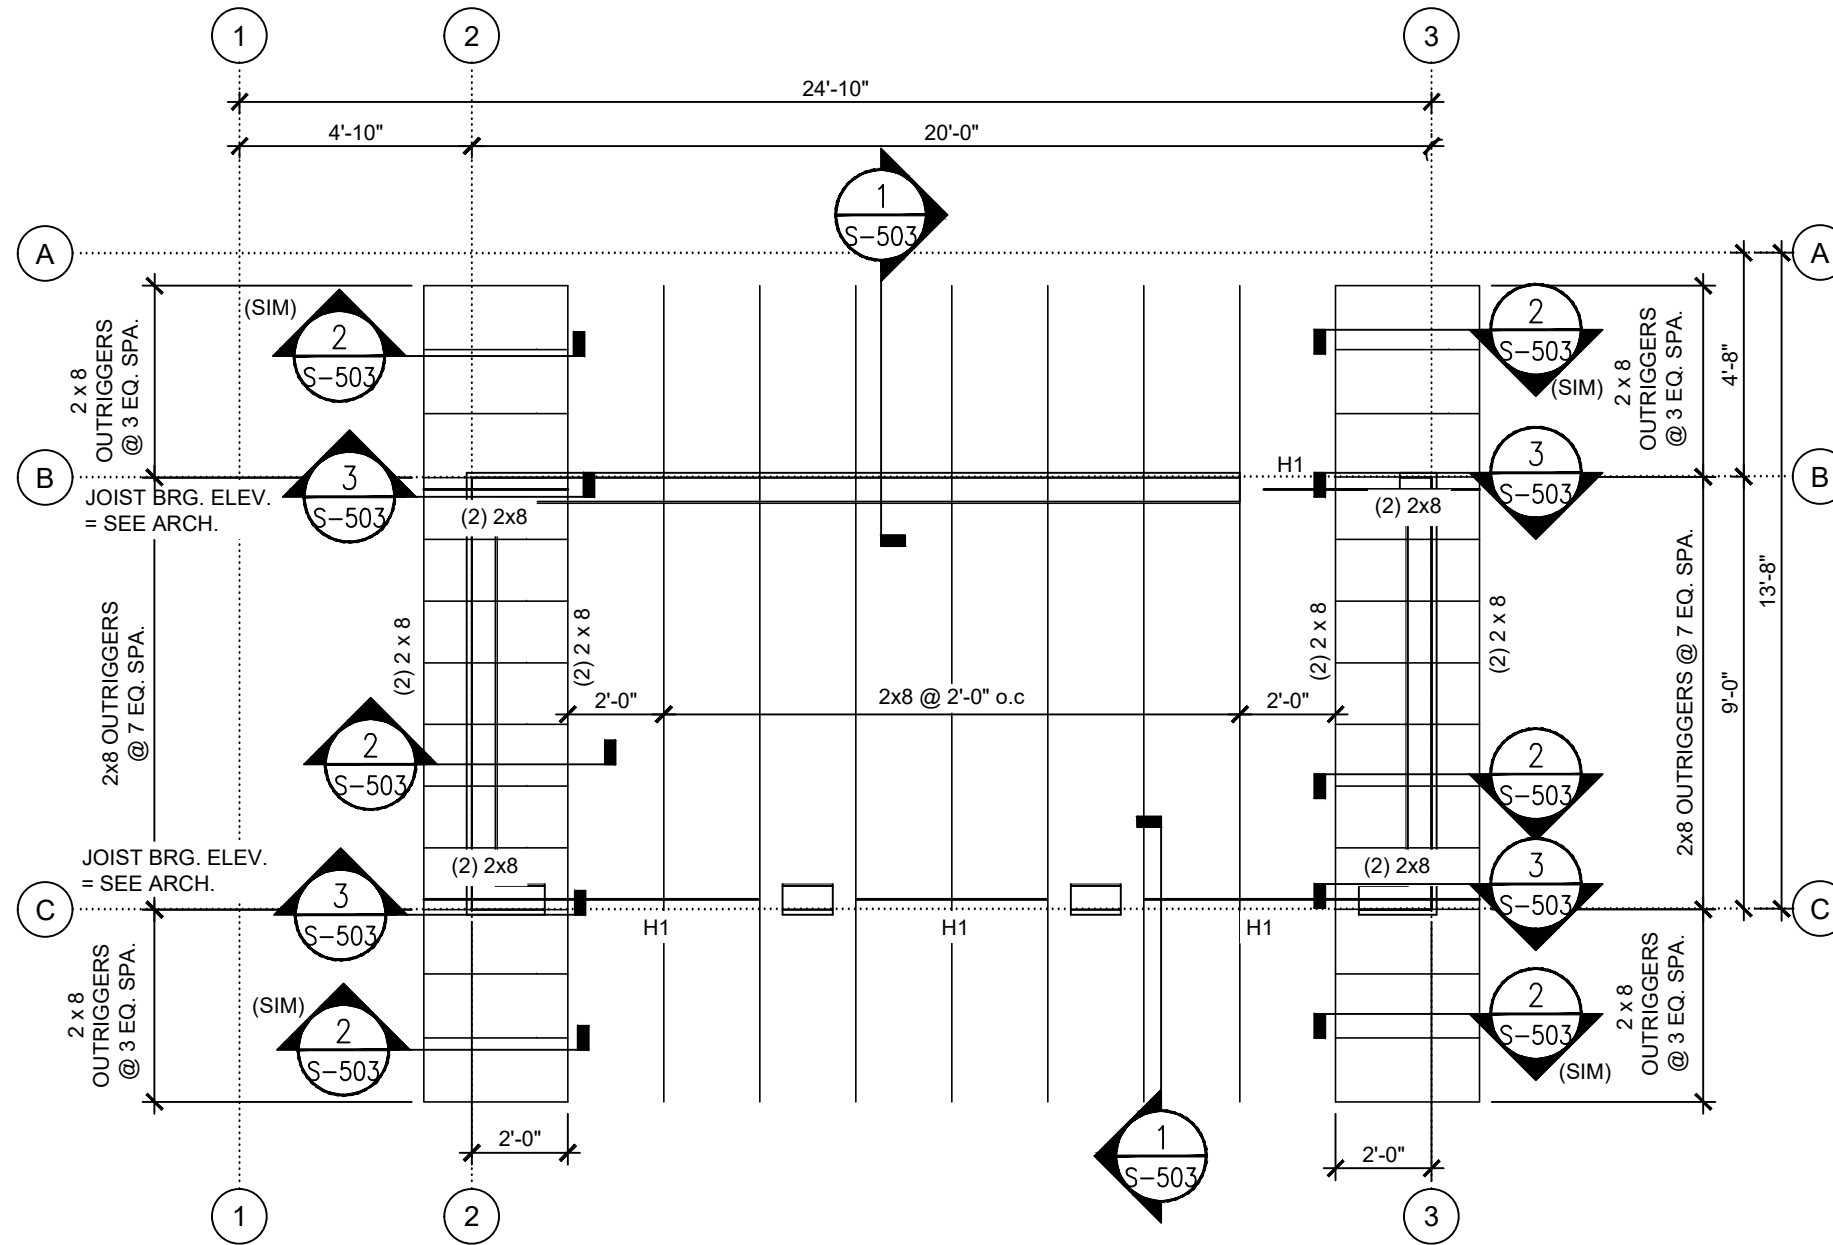 1
2
3
24'-10"
4'-10"
20'-0"
1
S-503
A
A
(SIM)
2
S-503
2
S-503
(SIM)
2 x 8
OUTRIGGERS
@ 3 EQ. SPA.
2 x 8
OUTRIGGERS
@ 3 EQ. SPA.
4'-8"
B
3
S-503
H1
3
S-503
B
JOIST BRG. ELEV.
= SEE ARCH.
(2) 2x8
(2) 2x8
13'-8"
2x8 OUTRIGGERS
@ 7 EQ. SPA.
(2) 2 x 8
(2) 2 x 8
(2) 2 x 8
(2) 2 x 8
2x8 OUTRIGGERS @ 7 EQ. SPA.
9'-0"
2'-0"
2x8 @ 2'-0" o.c
2'-0"
2
S-503
2
S-503
JOIST BRG. ELEV.
= SEE ARCH.
(2) 2x8
(2) 2x8
3
S-503
3
S-503
C
C
H1
H1
H1
2 x 8
OUTRIGGERS
@ 3 EQ. SPA.
(SIM)
2
S-503
2
S-503
(SIM)
2 x 8
OUTRIGGERS
@ 3 EQ. SPA.
2'-0"
1
S-503
2'-0"
1
2
3